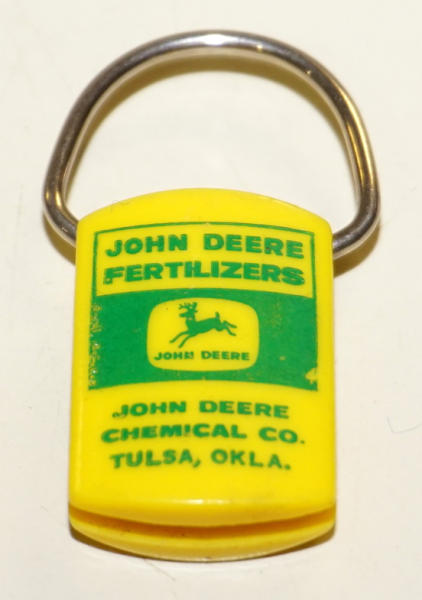 JOHN DEERE
FERTILIZERS
JOHN DEERE
JOHN DEERE
CHEMICAL CO.
TULSA, OKLA.